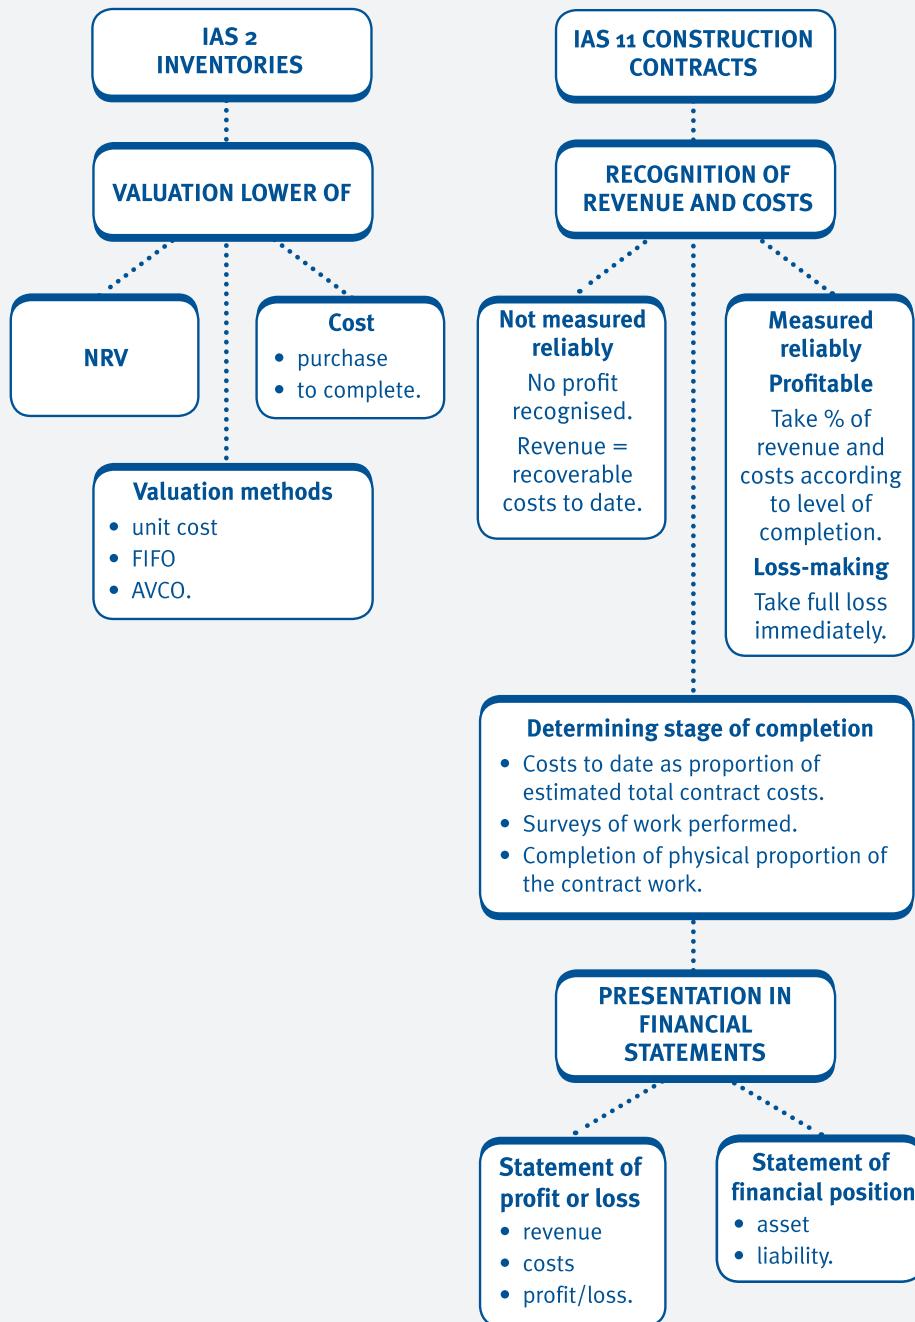 IAS 2
INVENTORIES
VALUATION LOWER OF
NRV
Cost
• purchase
• to complete.
Valuation methods
• unit cost
• FIFO
• AVCO.
IAS 11 CONSTRUCTION
CONTRACTS
RECOGNITION OF
REVENUE AND COSTS
Not measured
reliably
No profit
recognised.
Revenue =
recoverable
costs to date.
Measured
reliably
Profitable
Take % of
revenue and
costs according
to level of
completion.
Loss-making
Take full loss
immediately.
Determining stage of completion
• Costs to date as proportion of
estimated total contract costs.
• Surveys of work performed.
• Completion of physical proportion of
the contract work.
PRESENTATION IN
FINANCIAL
STATEMENTS
Statement of
profit or loss
• revenue
• costs
• profit/loss.
Statement of
financial position
• asset
• liability.